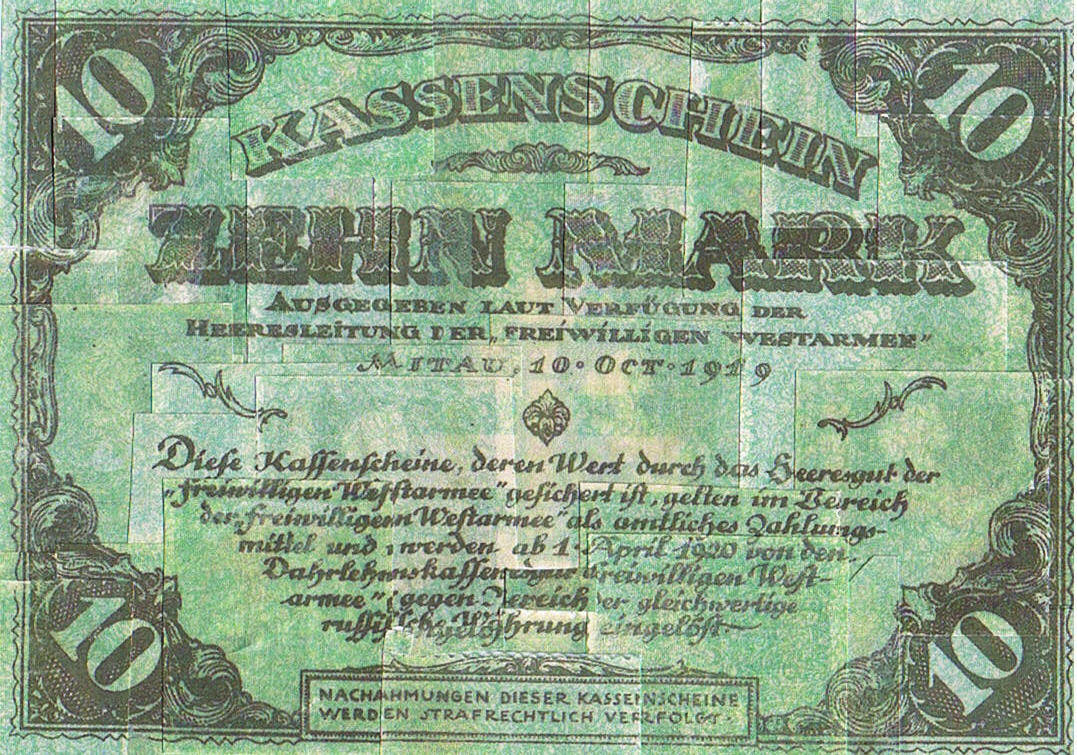 10 10
KASSENSCHEIN
ZEHN MARK
AUSGEGEBEN LAUT VERFÜGUNG DER
HEERESLEITUNG DER „FREIWILLIGEN WESTARMEE"
MITAU, 10. OCT. 1919
Diese Kassenscheine, deren Wert durch das Heeresgut der
„freiwilligen Westarmee" gesichert ist, gelten im Bereich
der „freiwilligen Westarmee" als amtliches Zahlungs-
mittel und werden ab 1. April 1920 von den
Dahrlehnskassen freiwilligen West-
armee" gegen der gleichwertige
russische Währung eingelöst.
10 10
NACHAHMUNGEN DIESER KASSENSCHEINE
WERDEN STRAFRECHTLICH VERFOLGT.